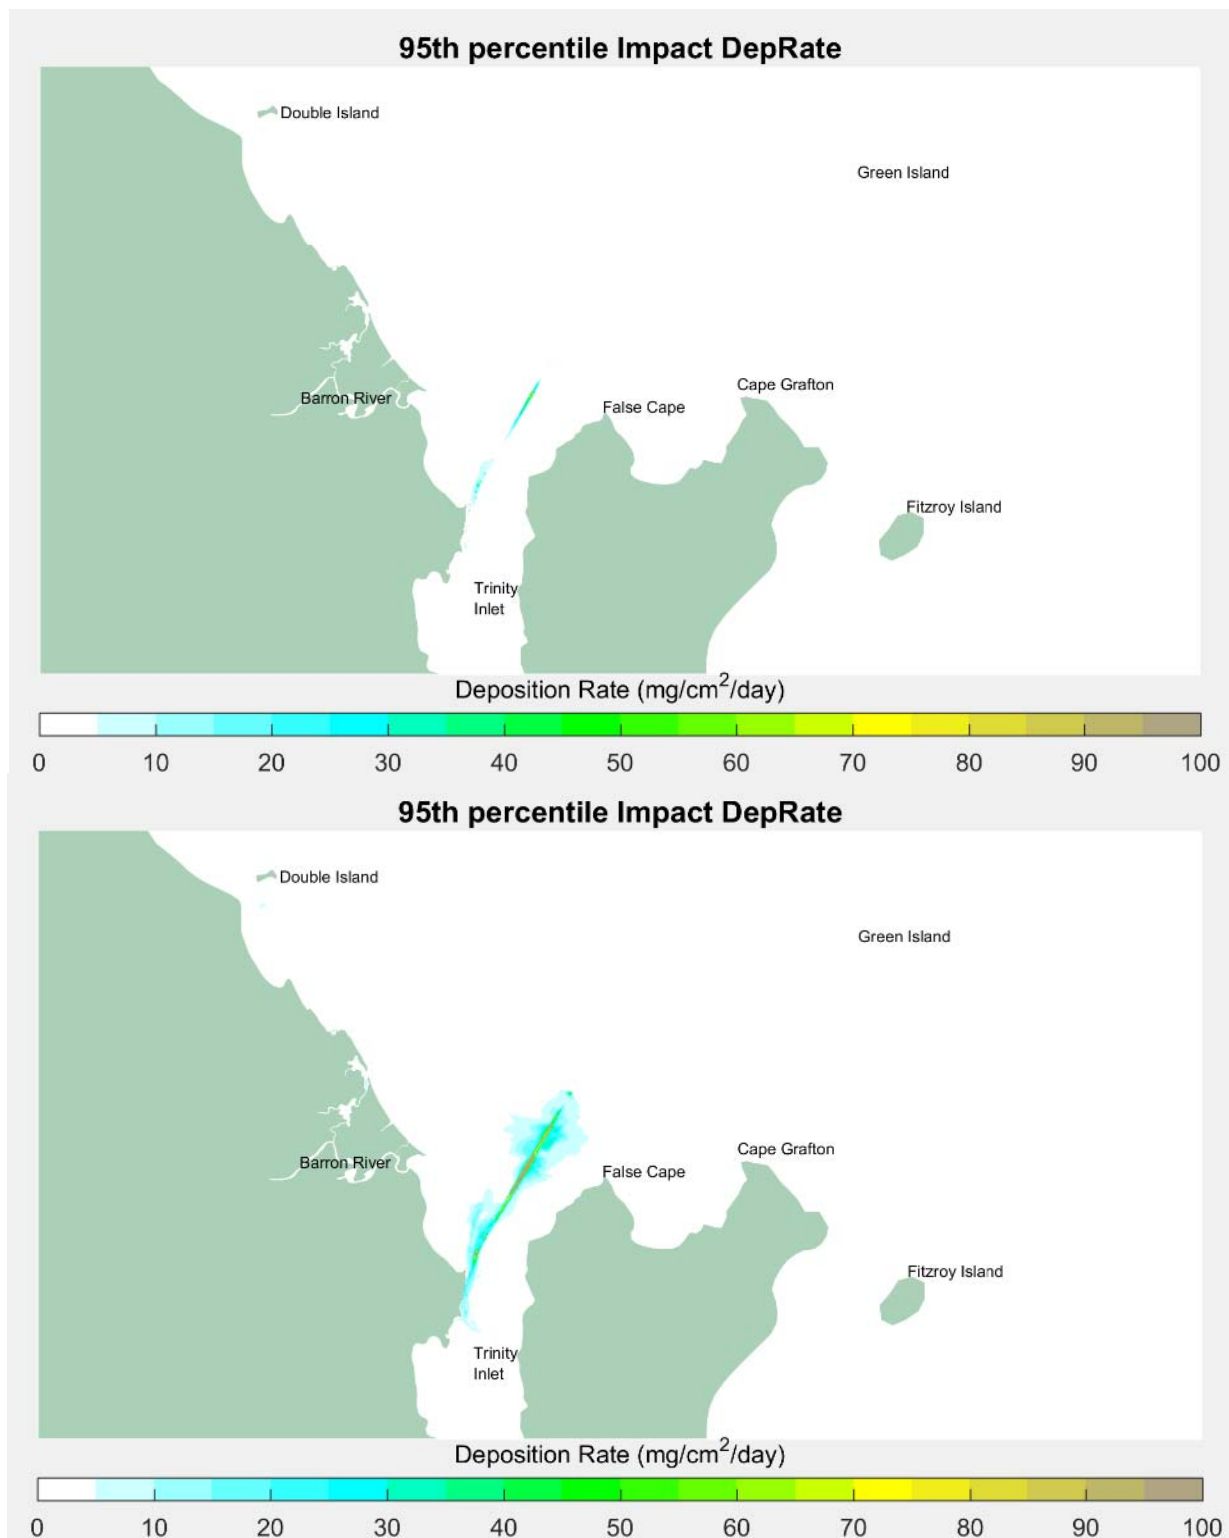 95th percentile Impact DepRate
Double Island
Green Island
Cape Grafton
Barron River
False Cape
Fitzroy Island
Trinity
Inlet
Deposition Rate (mg/cm²/day)
0 10 20 30 40 50 60 70 80 90 100
95th percentile Impact DepRate
Double Island
Green Island
Cape Grafton
Barron River
False Cape
Fitzroy Island
Trinity
Inlet
Deposition Rate (mg/cm²/day)
0 10 20 30 40 50 60 70 80 90 100